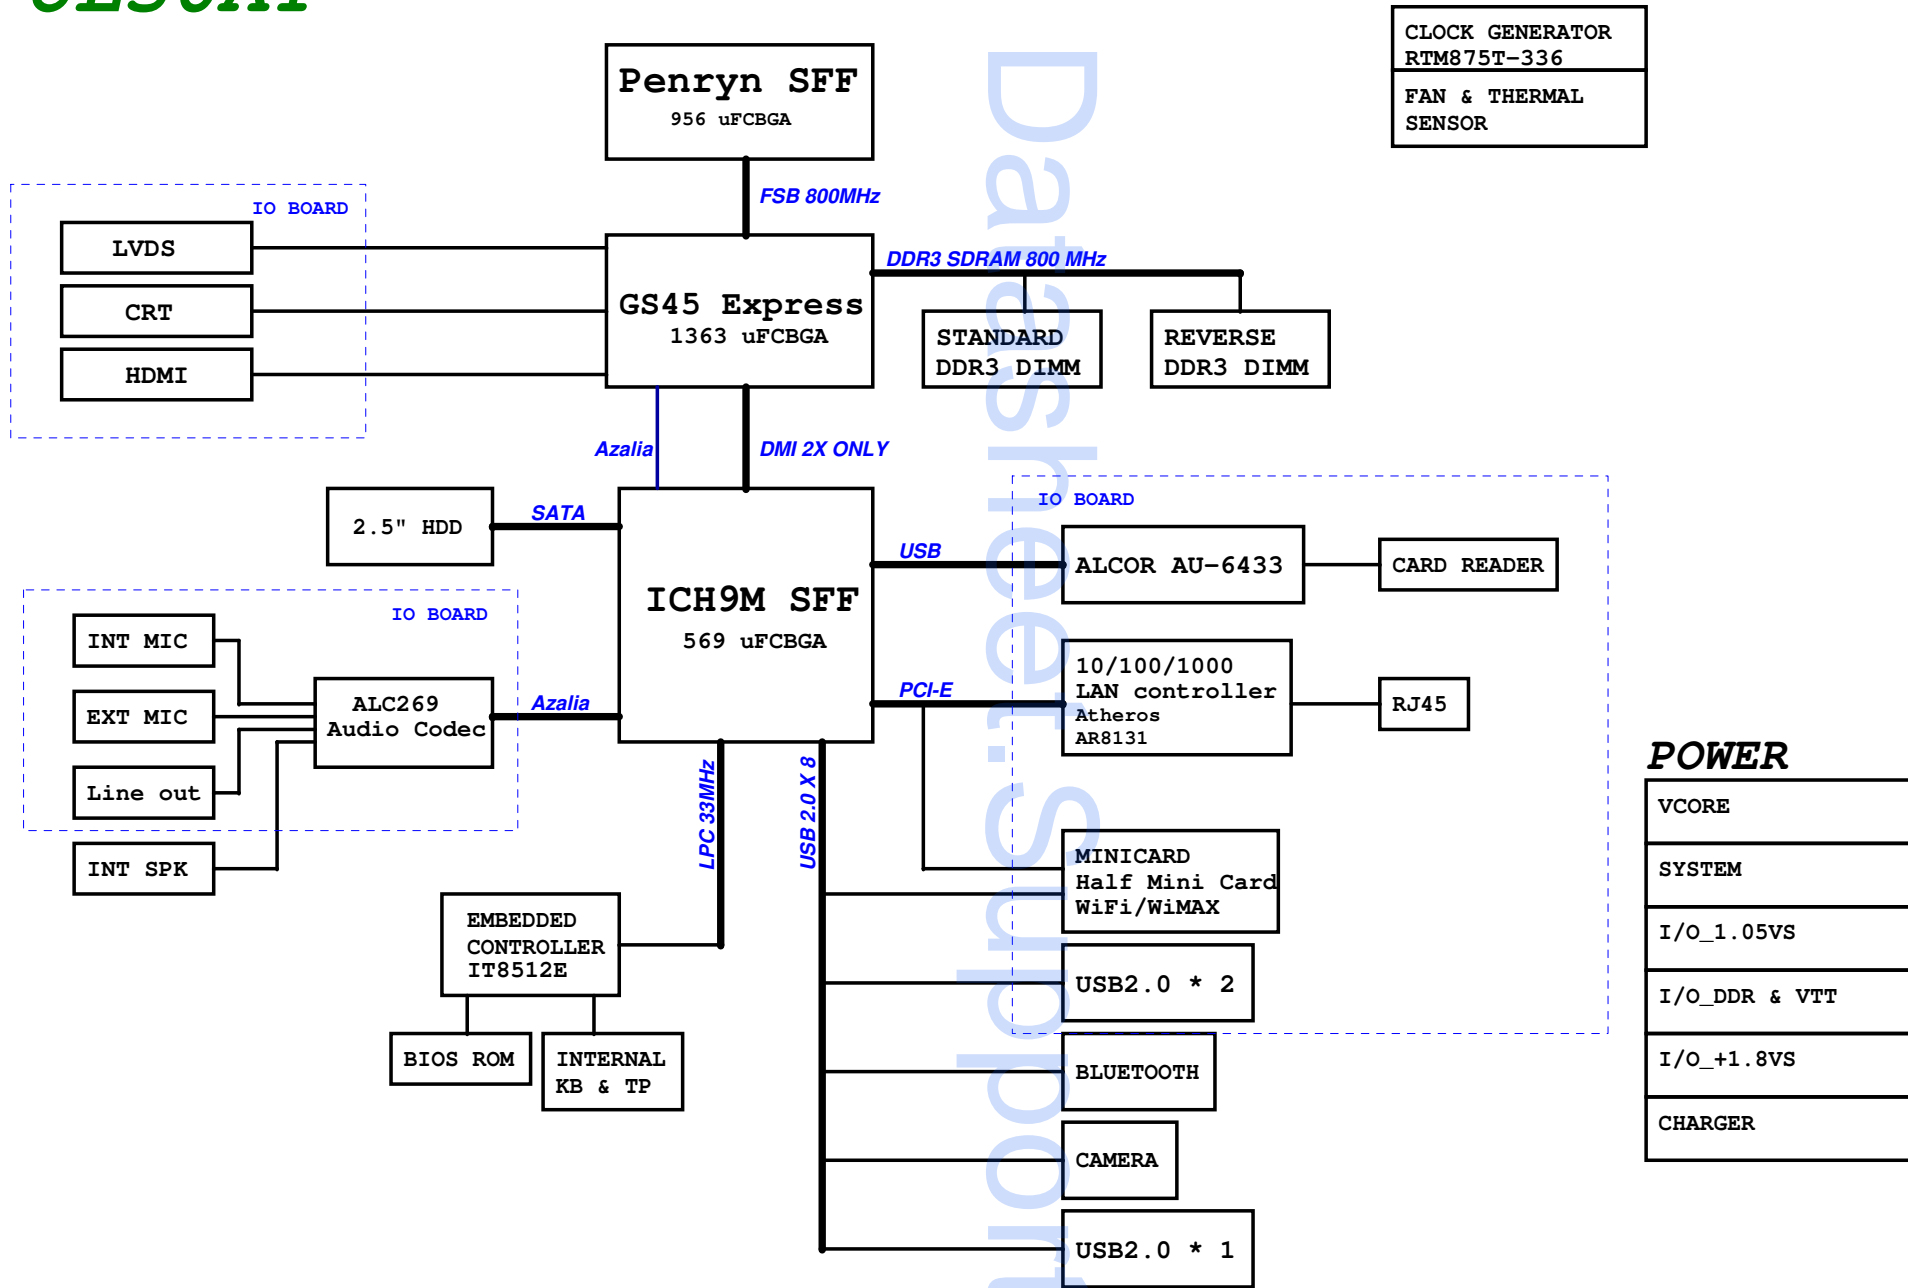 CLOCK GENERATOR
RTM875T-336
FAN & THERMAL
SENSOR
Penryn SFF
956 uFCBGA
FSB 800MHz
IO BOARD
LVDS
CRT
HDMI
GS45 Express
1363 uFCBGA
DDR3 SDRAM 800 MHz
STANDARD
DDR3 DIMM
REVERSE
DDR3 DIMM
Azalia
DMI 2X ONLY
2.5" HDD
SATA
ICH9M SFF
569 uFCBGA
IO BOARD
USB
ALCOR AU-6433
CARD READER
IO BOARD
INT MIC
EXT MIC
Line out
INT SPK
ALC269
Audio Codec
Azalia
PCI-E
10/100/1000
LAN controller
Atheros
AR8131
RJ45
LPC 33MHz
USB 2.0 X 8
MINICARD
Half Mini Card
WiFi/WiMAX
EMBEDDED
CONTROLLER
IT8512E
BIOS ROM
INTERNAL
KB & TP
USB2.0 * 2
BLUETOOTH
CAMERA
USB2.0 * 1
POWER
VCORE
SYSTEM
I/O_1.05VS
I/O_DDR & VTT
I/O_+1.8VS
CHARGER
Datasheet.Support